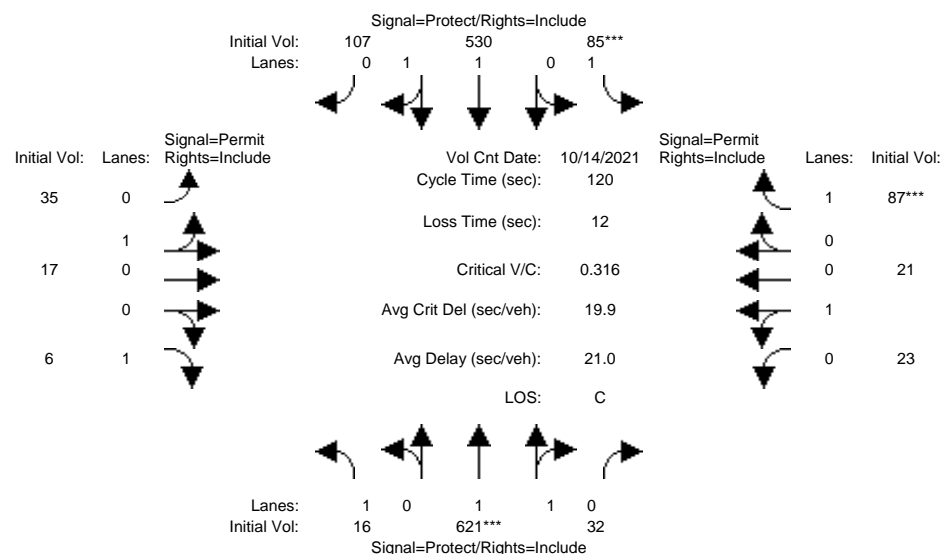 Signal=Protect/Rights=Include
Initial Vol: 107 530 85***
Lanes: 0 1 1 0 1
Signal=Permit Signal=Permit
Initial Vol: Lanes: Rights=Include Vol Cnt Date: 10/14/2021 Rights=Include Lanes: Initial Vol:
Cycle Time (sec): 120
35 0 1 87***
Loss Time (sec): 12
1 0
17 0 Critical V/C: 0.316 0 21
0 Avg Crit Del (sec/veh): 19.9 1
6 1 Avg Delay (sec/veh): 21.0 0 23
LOS: C
Lanes: 1 0 1 1 0
Initial Vol: 16 621*** 32
Signal=Protect/Rights=Include